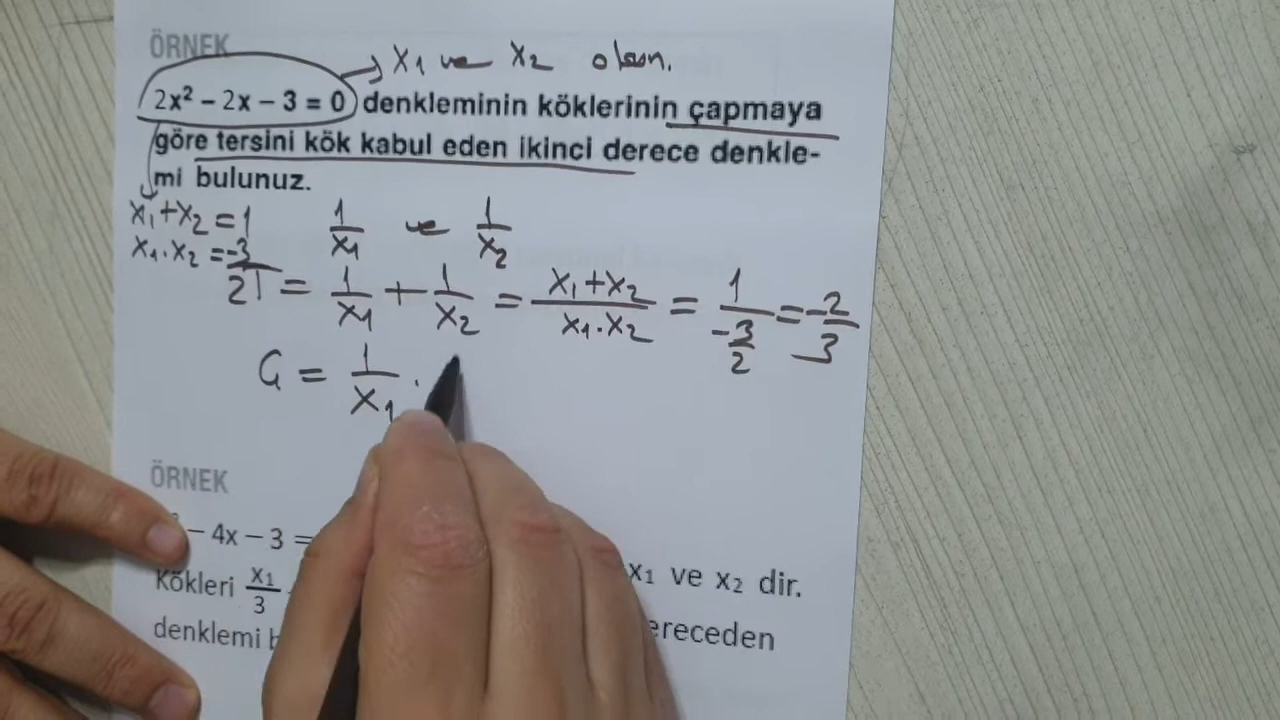 ÖRNEK
x₁ ve x₂ olsun.
2x² – 2x – 3 = 0 denkleminin köklerinin çapmaya
göre tersini kök kabul eden ikinci derece denkle-
mi bulunuz.
x₁+x₂ = 1 1/x₁ ve 1/x₂
x₁·x₂ = -3/2
T = 1/x₁ + 1/x₂ = x₁+x₂/x₁·x₂ = 1/-3/2 = -2/3
Ç = 1/x₁ ·
ÖRNEK
– 4x – 3 =
x₁ ve x₂ dir.
Kökleri x₁/3
denklemi